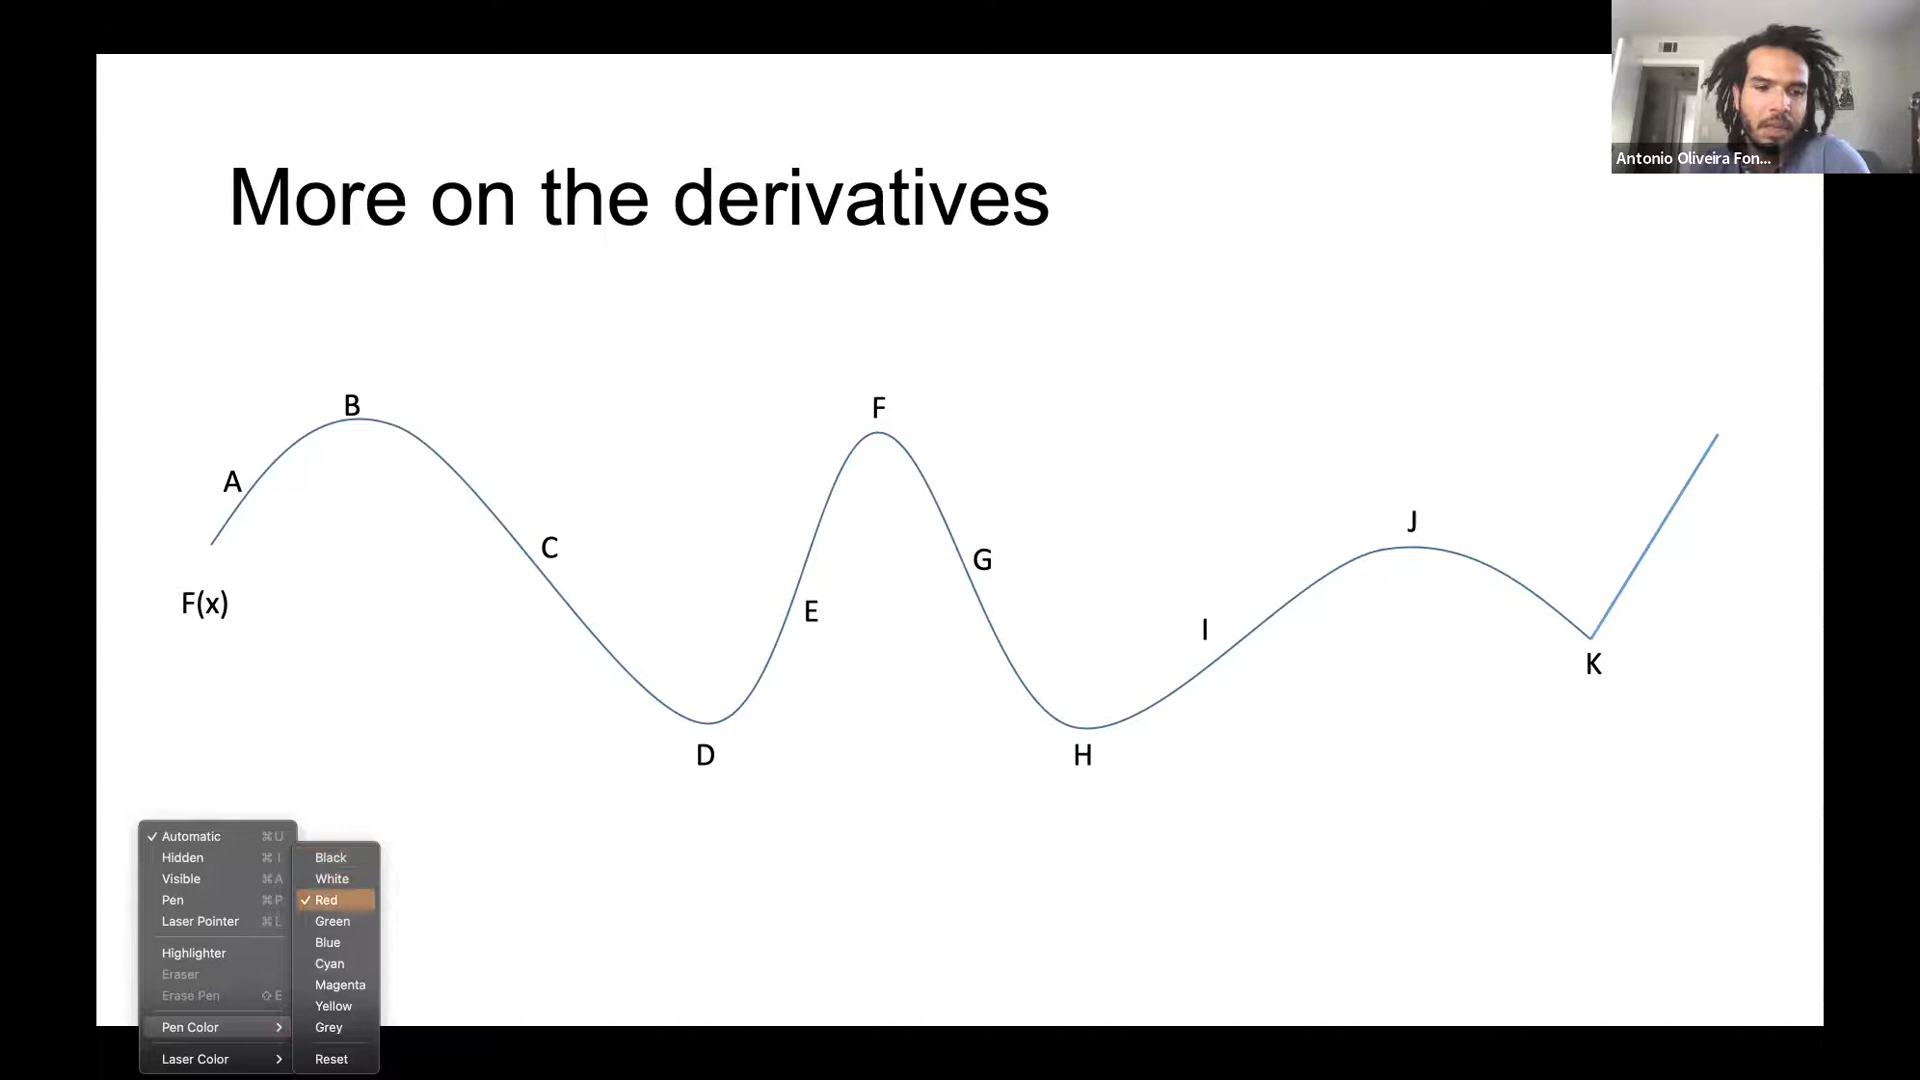 Antonio Oliveira Fon...
More on the derivatives
B
F
A
J
C
G
F(x)
E
I
K
D
H
✓ Automatic ⌘U
Hidden ⌘I
Visible ⌘A
Pen ⌘P
Laser Pointer ⌘L
Highlighter
Eraser
Erase Pen ⇧E
Pen Color >
Laser Color >
Black
White
✓ Red
Green
Blue
Cyan
Magenta
Yellow
Grey
Reset